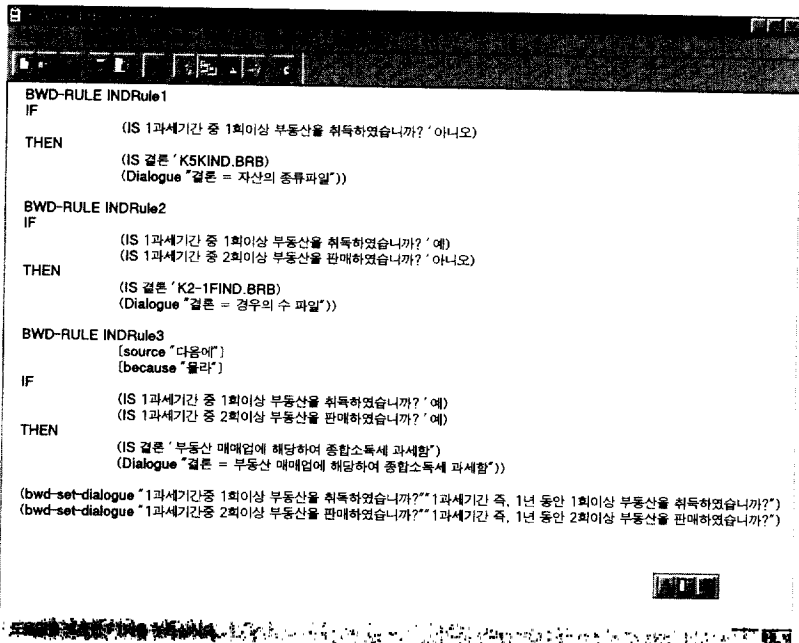 BWD-RULE INDRule1
IF
(IS 1과세기간 중 1회이상 부동산을 취득하였습니까? ' 아니오)
THEN
(IS 결론 ' K5KIND.BRB)
(Dialogue "결론 = 자산의 종류파일"))
BWD-RULE INDRule2
IF
(IS 1과세기간 중 1회이상 부동산을 취득하였습니까? ' 예)
(IS 1과세기간 중 2회이상 부동산을 판매하였습니까? ' 아니오)
THEN
(IS 결론 ' K2-1FIND.BRB)
(Dialogue "결론 = 경우의 수 파일"))
BWD-RULE INDRule3
[source "다음에"]
[because "몰라"]
IF
(IS 1과세기간 중 1회이상 부동산을 취득하였습니까? ' 예)
(IS 1과세기간 중 2회이상 부동산을 판매하였습니까? ' 예)
THEN
(IS 결론 ' 부동산 매매업에 해당하여 종합소득세 과세함")
(Dialogue "결론 = 부동산 매매업에 해당하여 종합소득세 과세함"))
(bwd-set-dialogue "1과세기간중 1회이상 부동산을 취득하였습니까?""1과세기간 즉, 1년 동안 1회이상 부동산을 취득하였습니까?")
(bwd-set-dialogue "1과세기간중 2회이상 부동산을 판매하였습니까?""1과세기간 즉, 1년 동안 2회이상 부동산을 판매하였습니까?")